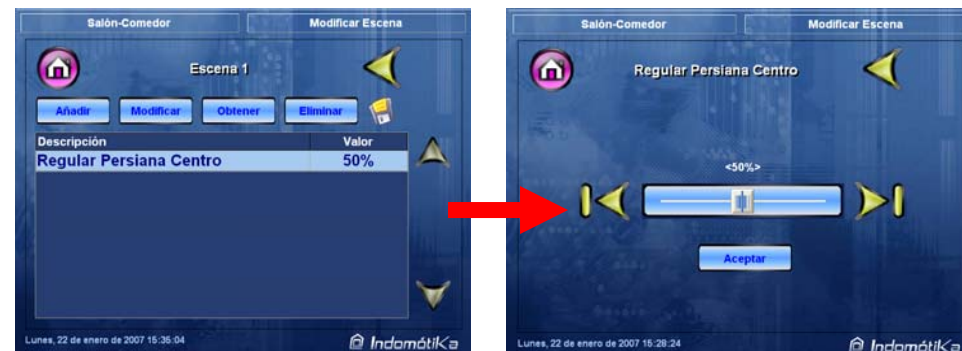 Salón-Comedor Modificar Escena
Escena 1
Añadir Modificar Obtener Eliminar
Descripción Valor
Regular Persiana Centro 50%
Lunes, 22 de enero de 2007 15:35:04 IndomótiKa
Salón-Comedor Modificar Escena
Regular Persiana Centro
<50%>
Aceptar
Lunes, 22 de enero de 2007 15:28:24 IndomótiKa